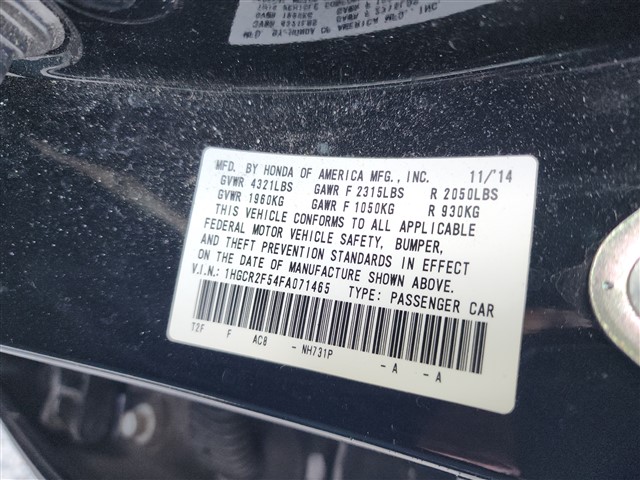 MFD. BY HONDA OF AMERICA MFG., INC. 11/'14
GVWR 4321LBS GAWR F 2315LBS R 2050LBS
GVWR 1960KG GAWR F 1050KG R 930KG
THIS VEHICLE CONFORMS TO ALL APPLICABLE
FEDERAL MOTOR VEHICLE SAFETY, BUMPER,
AND THEFT PREVENTION STANDARDS IN EFFECT
ON THE DATE OF MANUFACTURE SHOWN ABOVE.
V.I.N.: 1HGCR2F54FA071465 TYPE: PASSENGER CAR
T2F F AC8 - NH731P - A - A